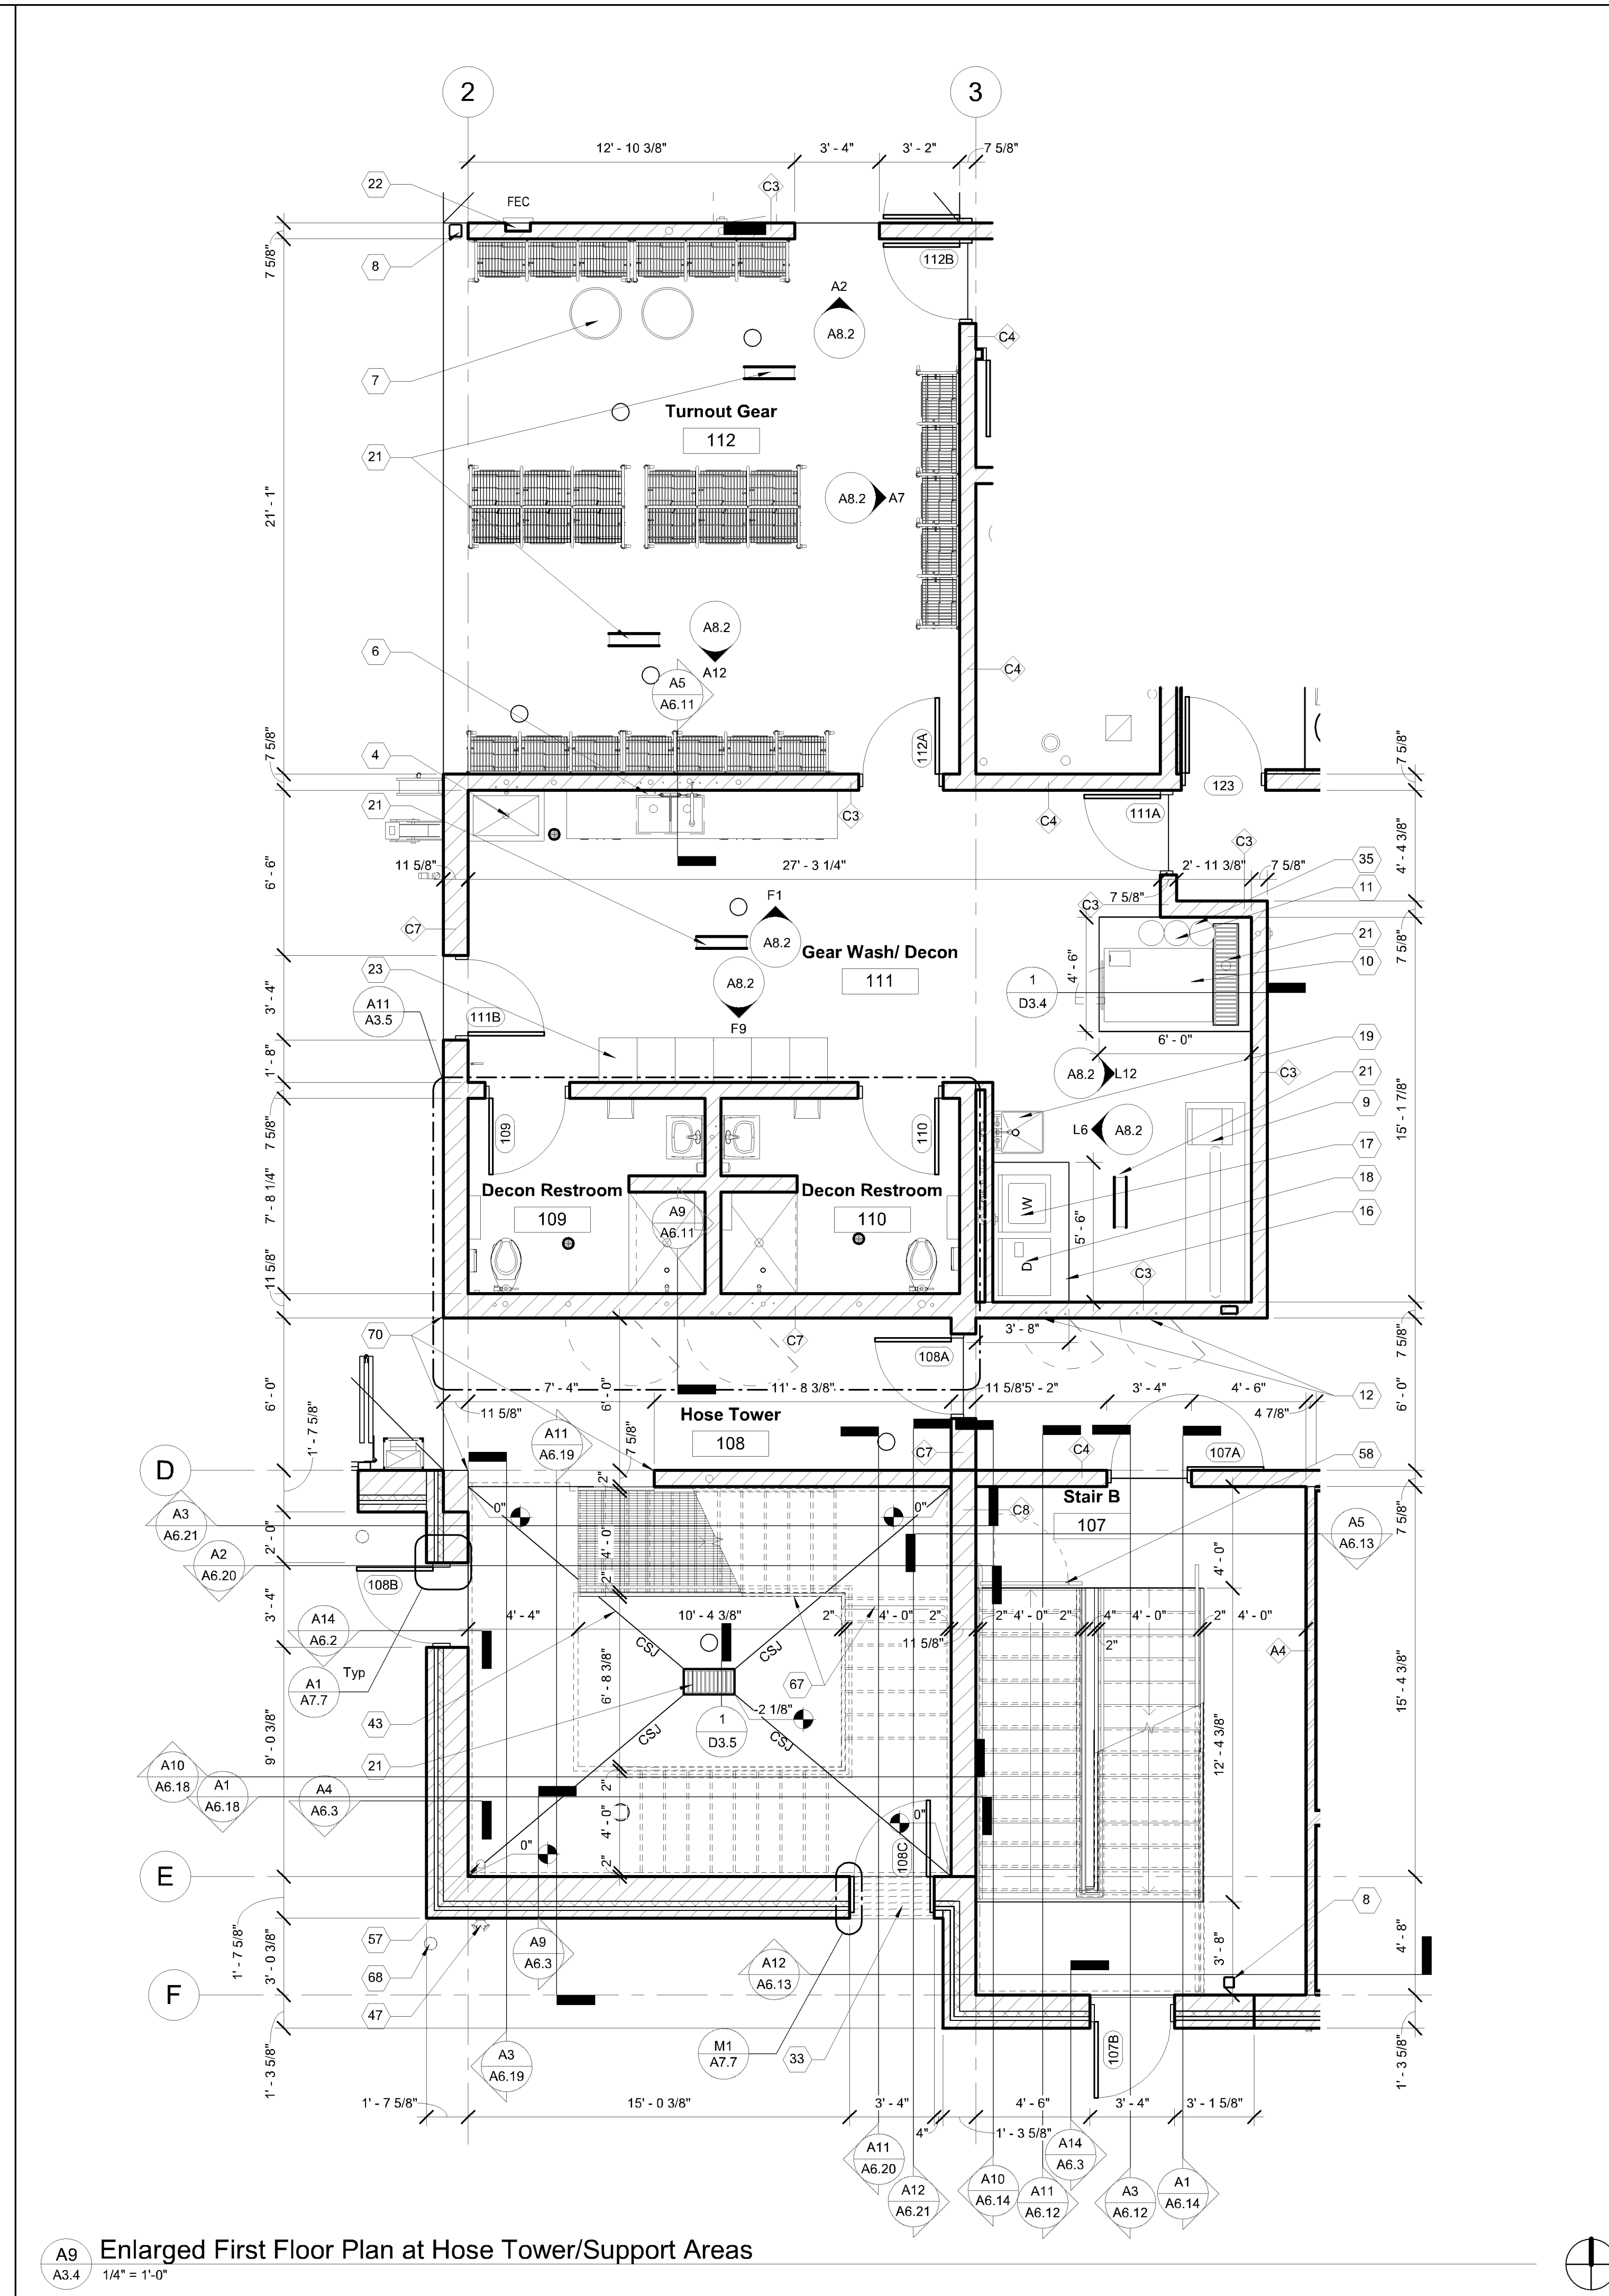 2
3
12' - 10 3/8"
3' - 4"
3' - 2"
7 5/8"
22
FEC
C3
8
7 5/8"
112B
A2
A8.2
C4
7
Turnout Gear
112
21
A8.2
A7
21' - 1"
6
A8.2
A12
C4
A5
A6.11
7 5/8"
4
112A
123
7 5/8"
21
C3
C4
111A
C3
35
11 5/8"
27' - 3 1/4"
2' - 11 3/8"
7 5/8"
4' - 4 3/8"
6' - 6"
7 5/8"
C3
11
F1
C7
A8.2
Gear Wash/ Decon
111
21
10
7 5/8"
4' - 6"
23
A8.2
F9
1
D3.4
3' - 4"
A11
A3.5
111B
6' - 0"
19
1' - 8"
A8.2
L12
C3
21
9
15' - 1 7/8"
7 5/8"
109
110
L6
A8.2
17
Decon Restroom
109
Decon Restroom
110
A9
A6.11
W
D
5' - 6"
18
16
7' - 8 1/4"
11 5/8"
C3
70
C7
108A
3' - 8"
7 5/8"
6' - 0"
7' - 4"
6' - 0"
11' - 8 3/8"
11 5/8"
5' - 2"
3' - 4"
4' - 6"
12
6' - 0"
11 5/8"
4 7/8"
Hose Tower
108
1' - 7 5/8"
A11
A6.19
7 5/8"
C7
C4
107A
58
D
2"
Stair B
107
A3
A6.21
0"
0"
C8
A5
A6.13
7 5/8"
2' - 0"
A2
A6.20
4' - 0"
4' - 0"
108B
2"
3' - 4"
A14
A6.2
4' - 4"
10' - 4 3/8"
2"
4' - 0"
2"
11 5/8"
2"
4' - 0"
2"
4"
2"
4' - 0"
2"
4' - 0"
A4
A1
A7.7
Typ
CSJ
CSJ
6' - 8 3/8"
67
15' - 4 3/8"
43
-2 1/8"
1
D3.5
CSJ
CSJ
12' - 4 3/8"
9' - 0 3/8"
21
A10
A6.18
A1
A6.18
A4
A6.3
2"
4' - 0"
0"
0"
2"
108C
E
8
57
1' - 7 5/8"
3' - 0 3/8"
A9
A6.3
A12
A6.13
3' - 8"
4' - 8"
68
F
47
M1
A7.7
33
107B
1' - 3 5/8"
A3
A6.19
1' - 3 5/8"
1' - 7 5/8"
15' - 0 3/8"
3' - 4"
4"
1' - 3 5/8"
4' - 6"
3' - 4"
3' - 1 5/8"
A11
A6.20
A12
A6.21
A10
A6.14
A11
A6.12
A14
A6.3
A3
A6.12
A1
A6.14
A9
A3.4
Enlarged First Floor Plan at Hose Tower/Support Areas
1/4" = 1'-0"